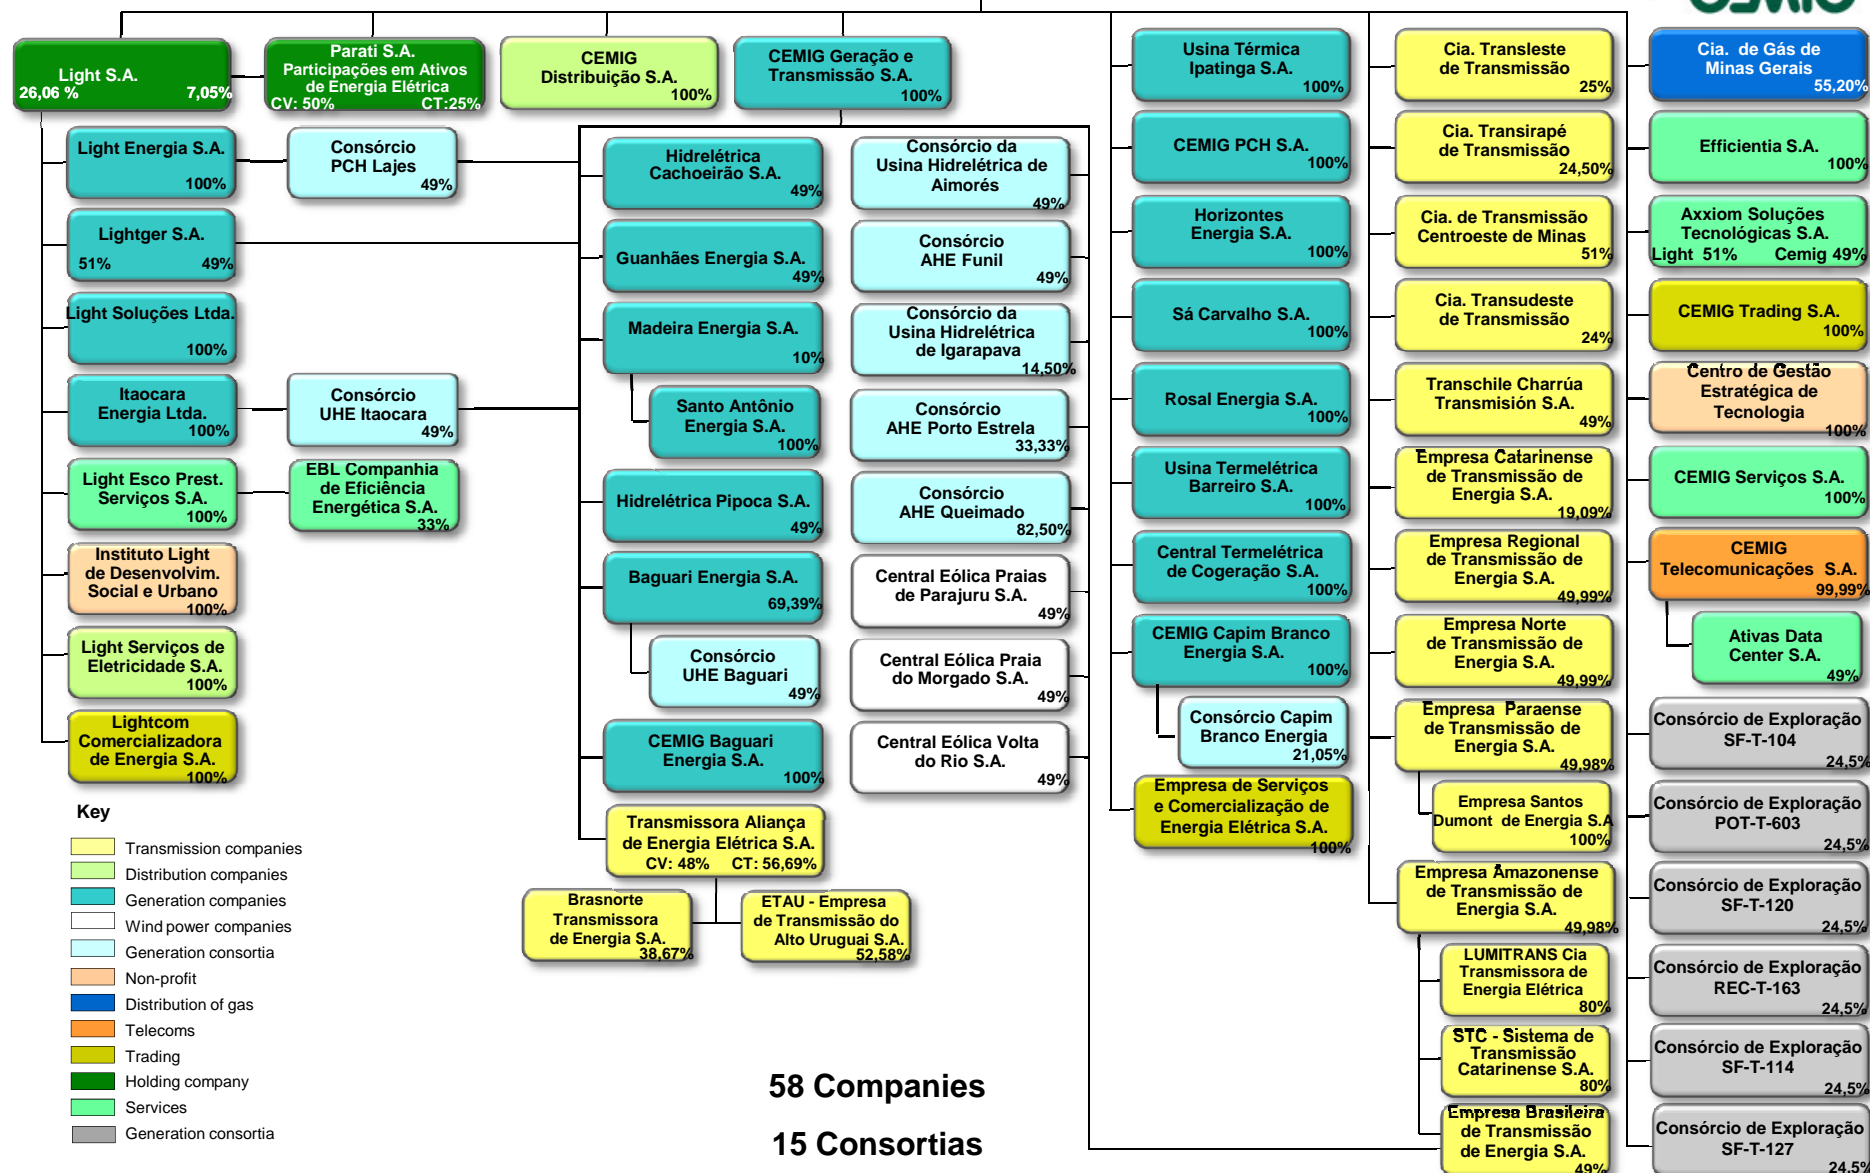 CEMIG
Light S.A.
26,06 %
7,05%
Parati S.A.
Participações em Ativos
de Energia Elétrica
CV: 50%
CT:25%
CEMIG
Distribuição S.A.
100%
CEMIG Geração e
Transmissão S.A.
100%
Light Energia S.A.
100%
Consórcio
PCH Lajes
49%
Lightger S.A.
51%
49%
Light Soluções Ltda.
100%
Itaocara
Energia Ltda.
100%
Consórcio
UHE Itaocara
49%
Light Esco Prest.
Serviços S.A.
100%
EBL Companhia
de Eficiência
Energética S.A.
33%
Instituto Light
de Desenvolvim.
Social e Urbano
100%
Light Serviços de
Eletricidade S.A.
100%
Lightcom
Comercializadora
de Energia S.A.
100%
Hidrelétrica
Cachoeirão S.A.
49%
Guanhães Energia S.A.
49%
Madeira Energia S.A.
10%
Santo Antônio
Energia S.A.
100%
Hidrelétrica Pipoca S.A.
49%
Baguari Energia S.A.
69,39%
Consórcio
UHE Baguari
49%
CEMIG Baguari
Energia S.A.
100%
Transmissora Aliança
de Energia Elétrica S.A.
CV: 48% CT: 56,69%
Brasnorte
Transmissora
de Energia S.A.
38,67%
ETAU - Empresa
de Transmissão do
Alto Uruguai S.A.
52,58%
Consórcio da
Usina Hidrelétrica de
Aimorés
49%
Consórcio
AHE Funil
49%
Consórcio da
Usina Hidrelétrica
de Igarapava
14,50%
Consórcio
AHE Porto Estrela
33,33%
Consórcio
AHE Queimado
82,50%
Central Eólica Praias
de Parajuru S.A.
49%
Central Eólica Praia
do Morgado S.A.
49%
Central Eólica Volta
do Rio S.A.
49%
Usina Térmica
Ipatinga S.A.
100%
CEMIG PCH S.A.
100%
Horizontes
Energia S.A.
100%
Sá Carvalho S.A.
100%
Rosal Energia S.A.
100%
Usina Termelétrica
Barreiro S.A.
100%
Central Termelétrica
de Cogeração S.A.
100%
CEMIG Capim Branco
Energia S.A.
100%
Consórcio Capim
Branco Energia
21,05%
Empresa de Serviços
e Comercialização de
Energia Elétrica S.A.
100%
Cia. Transleste
de Transmissão
25%
Cia. Transirapé
de Transmissão
24,50%
Cia. de Transmissão
Centroeste de Minas
51%
Cia. Transudeste
de Transmissão
24%
Transchile Charrúa
Transmisión S.A.
49%
Empresa Catarinense
de Transmissão de
Energia S.A.
19,09%
Empresa Regional
de Transmissão de
Energia S.A.
49,99%
Empresa Norte
de Transmissão de
Energia S.A.
49,99%
Empresa Paraense
de Transmissão de
Energia S.A.
49,98%
Empresa Santos
Dumont de Energia S.A
100%
Empresa Amazonense
de Transmissão de
Energia S.A.
49,98%
LUMITRANS Cia
Transmissora de
Energia Elétrica
80%
STC - Sistema de
Transmissão
Catarinense S.A.
80%
Empresa Brasileira
de Transmissão
de Energia S.A.
49%
Cia. de Gás de
Minas Gerais
55,20%
Efficientia S.A.
100%
Axxiom Soluções
Tecnológicas S.A.
Light 51% Cemig 49%
CEMIG Trading S.A.
100%
Centro de Gestão
Estratégica de
Tecnologia
100%
CEMIG Serviços S.A.
100%
CEMIG
Telecomunicações S.A.
99,99%
Ativas Data
Center S.A.
49%
Consórcio de Exploração
SF-T-104
24,5%
Consórcio de Exploração
POT-T-603
24,5%
Consórcio de Exploração
SF-T-120
24,5%
Consórcio de Exploração
REC-T-163
24,5%
Consórcio de Exploração
SF-T-114
24,5%
Consórcio de Exploração
SF-T-127
24,5%
Key
Transmission companies
Distribution companies
Generation companies
Wind power companies
Generation consortia
Non-profit
Distribution of gas
Telecoms
Trading
Holding company
Services
Generation consortia
58 Companies
15 Consortias